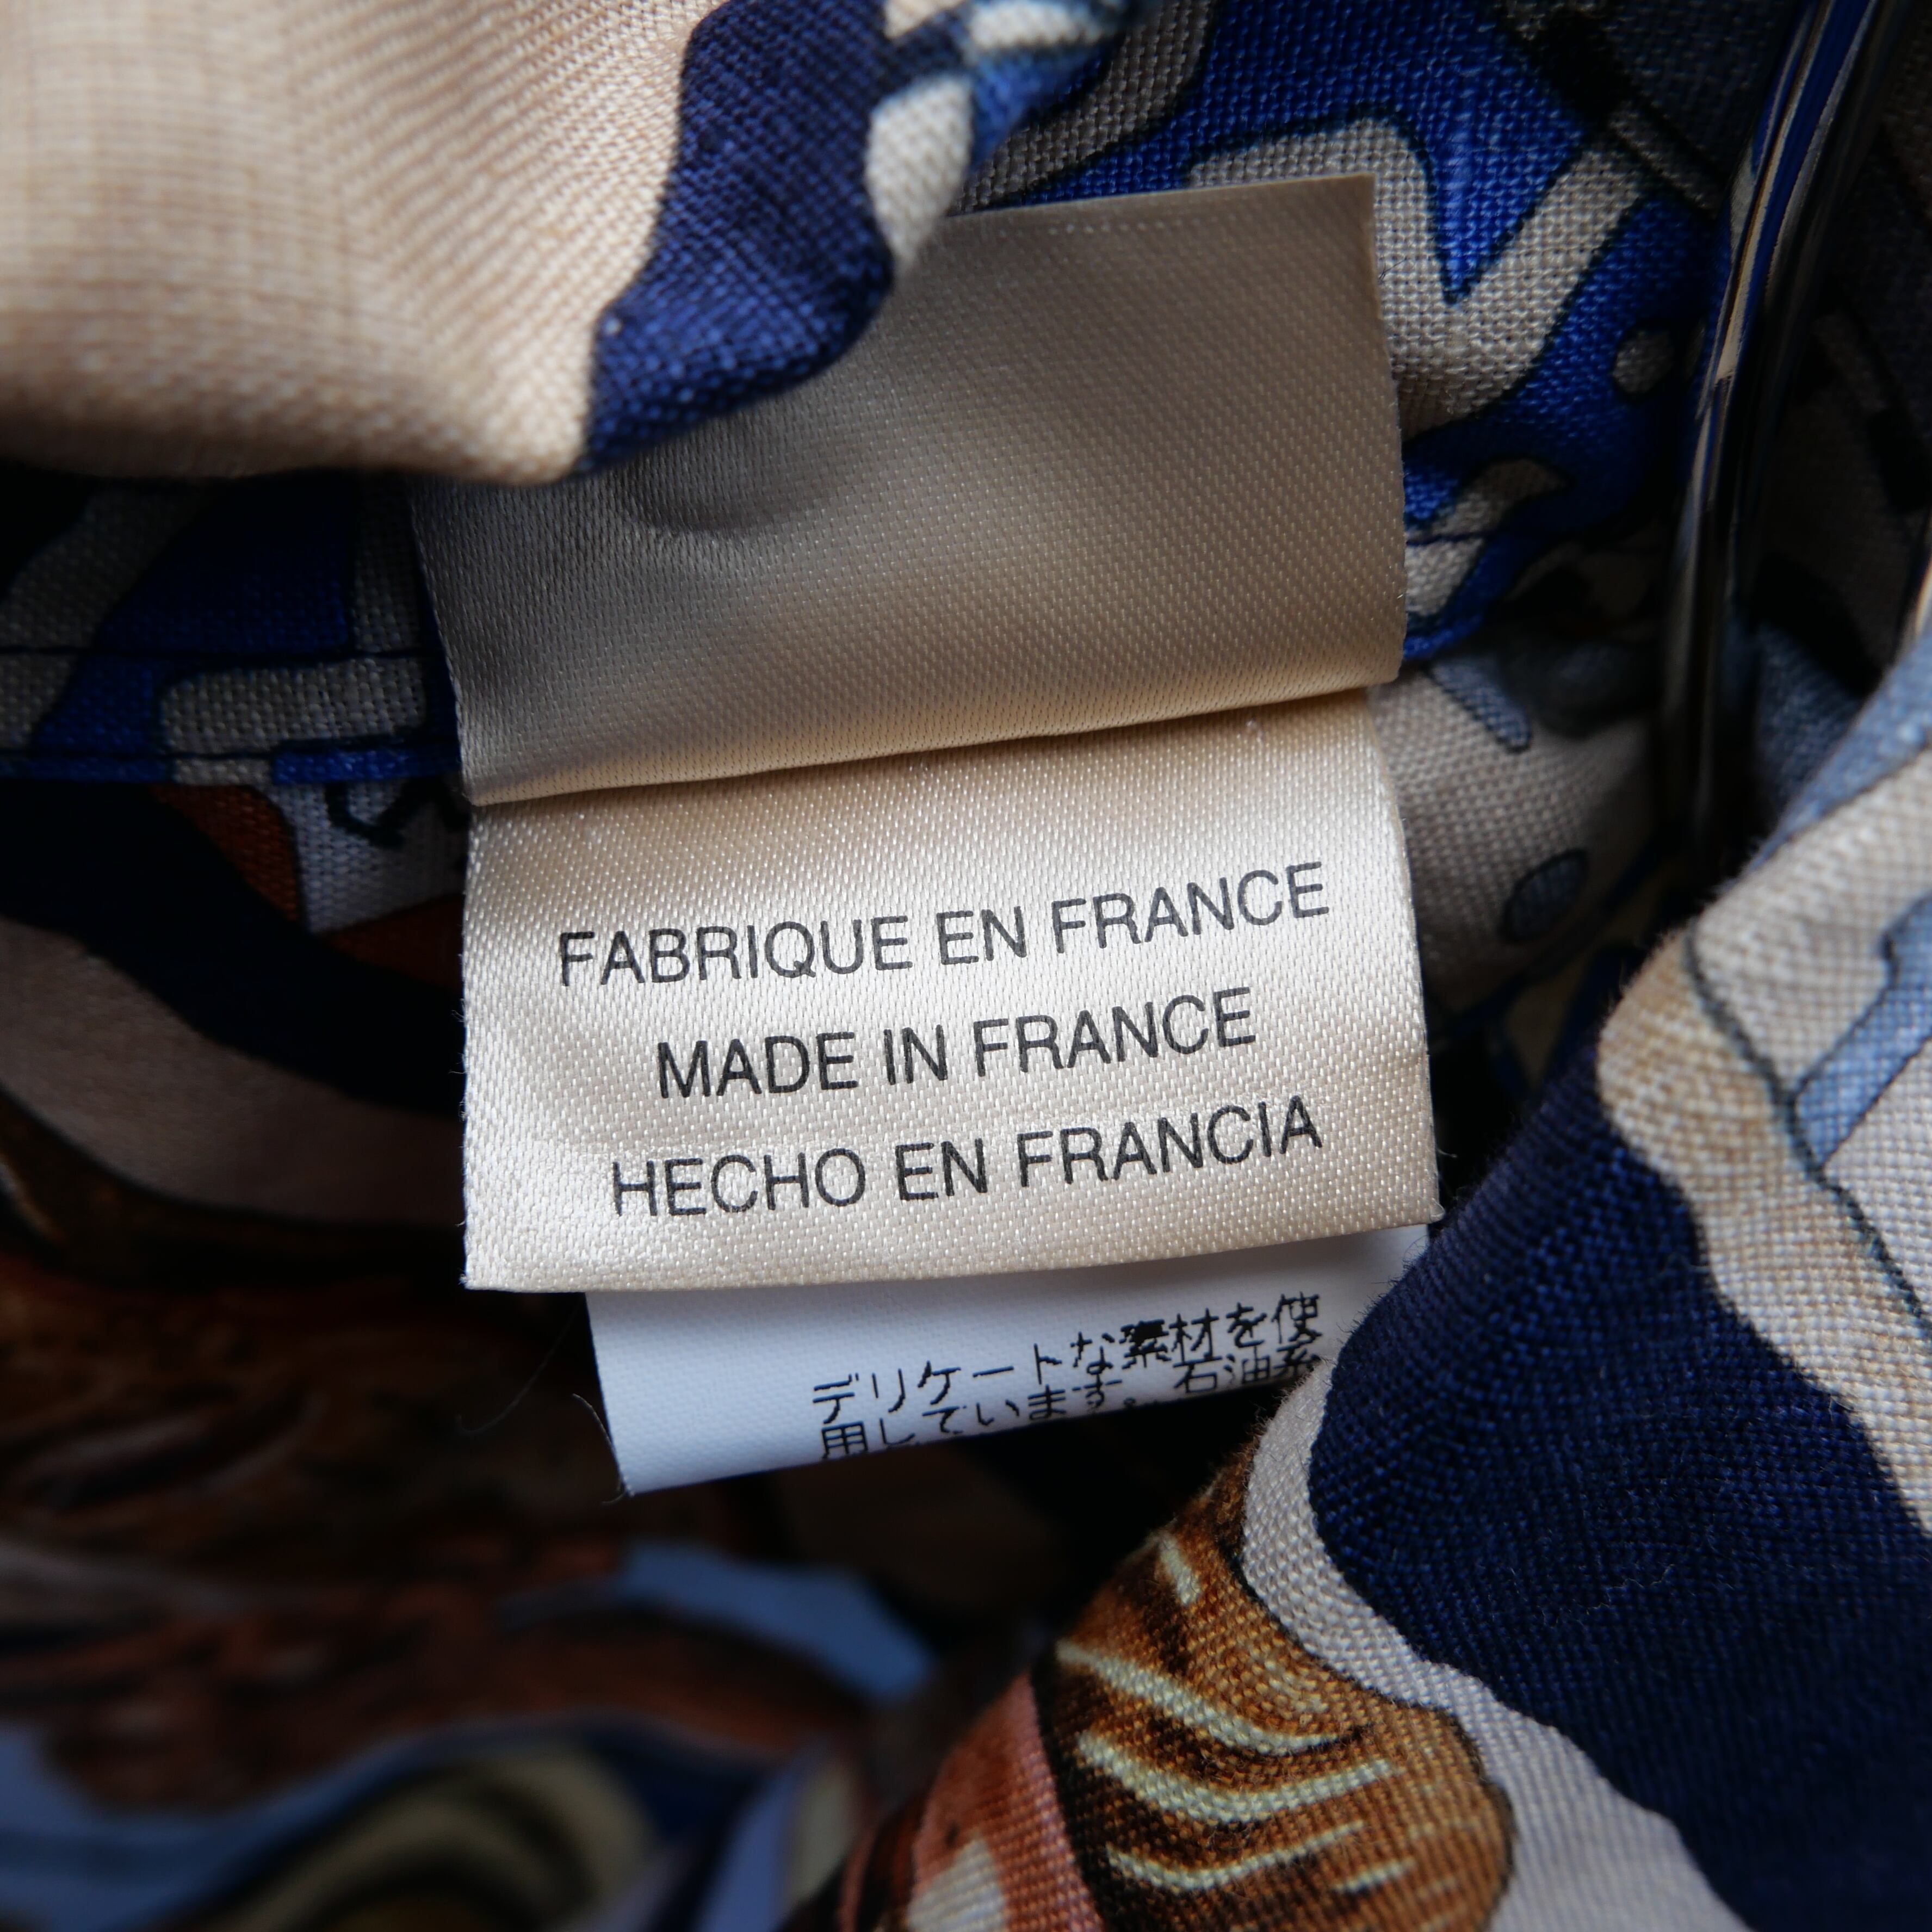 FABRIQUE EN FRANCE
MADE IN FRANCE
HECHO EN FRANCIA
デリケートな素材を使
用しています。石油系